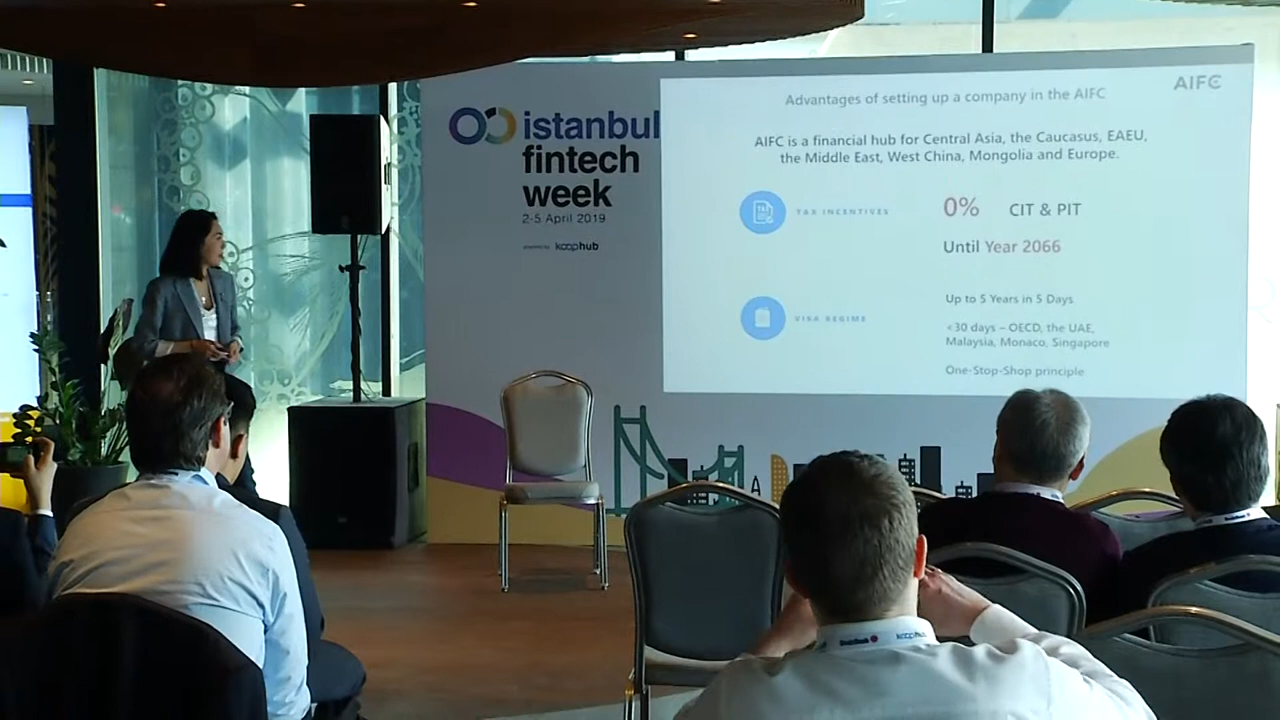 istanbul
fintech
week
2-5 April 2019
powered by koophub
AIFC
Advantages of setting up a company in the AIFC
AIFC is a financial hub for Central Asia, the Caucasus, EAEU,
the Middle East, West China, Mongolia and Europe.
TAX INCENTIVES
0% CIT & PIT
Until Year 2066
VISA REGIME
Up to 5 Years in 5 Days
<30 days – OECD, the UAE,
Malaysia, Monaco, Singapore
One-Stop-Shop principle
koophub